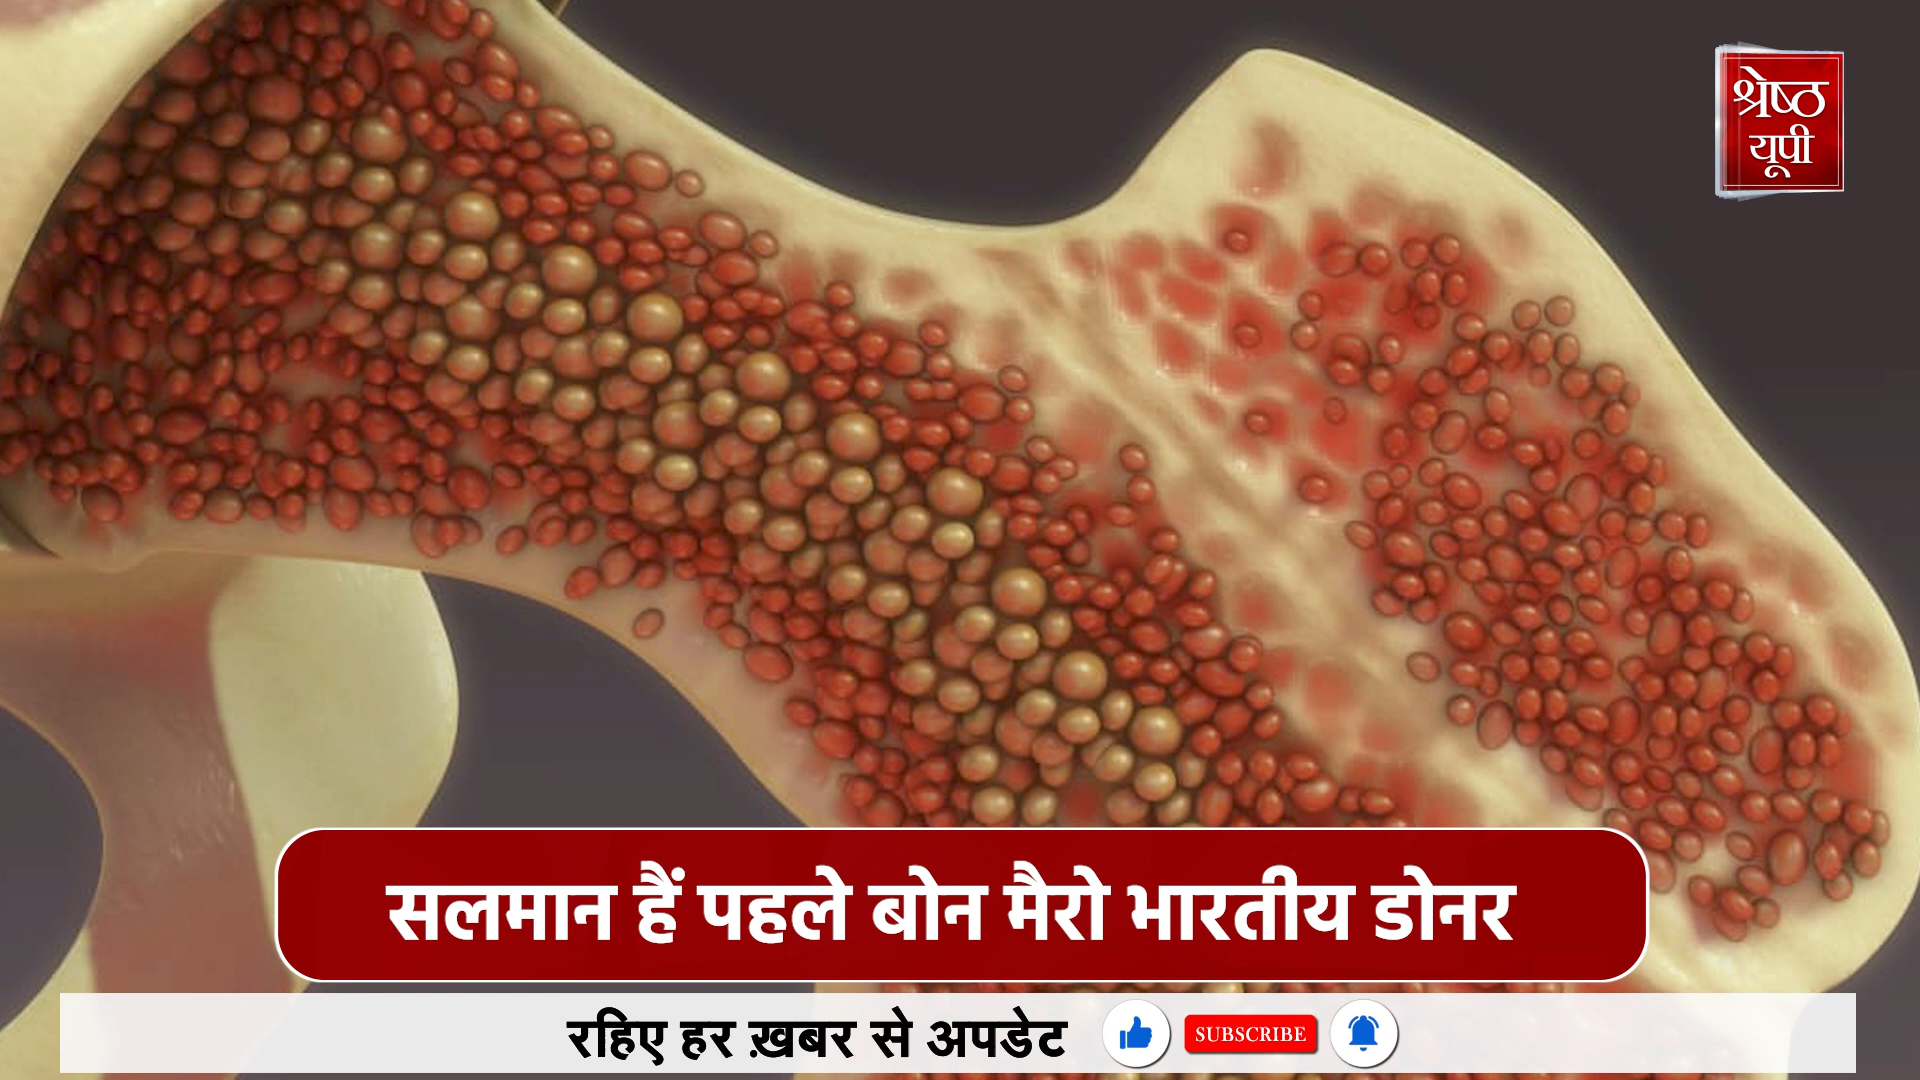 श्रेष्ठ
यूपी
सलमान हैं पहले बोन मैरो भारतीय डोनर
रहिए हर ख़बर से अपडेट SUBSCRIBE